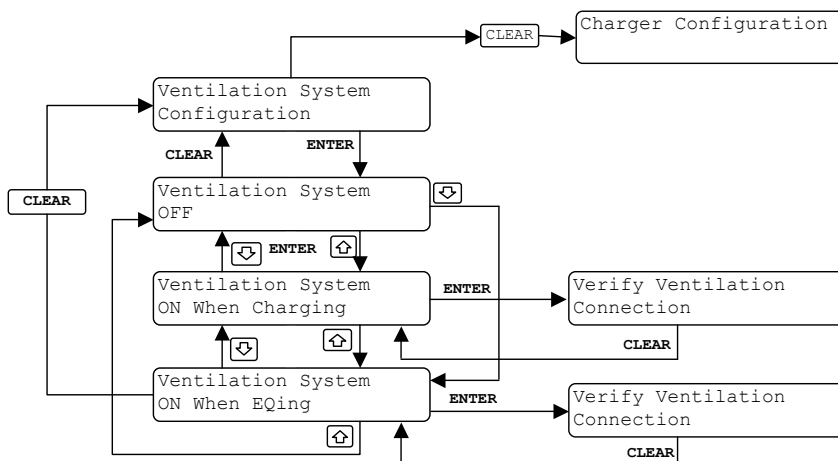 Charger Configuration
CLEAR
Ventilation System
Configuration
CLEAR
ENTER
CLEAR
Ventilation System
OFF
ENTER
Ventilation System
ON When Charging
ENTER
Verify Ventilation
Connection
CLEAR
Ventilation System
ON When EQing
ENTER
Verify Ventilation
Connection
CLEAR